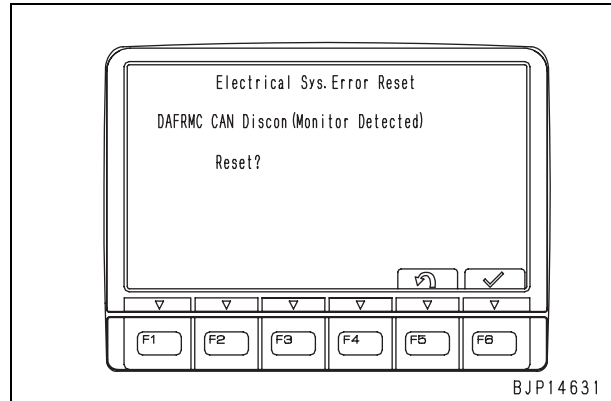 Electrical Sys.Error Reset
DAFRMC CAN Discon(Monitor Detected)
Reset?
F1 F2 F3 F4 F5 F6
BJP14631